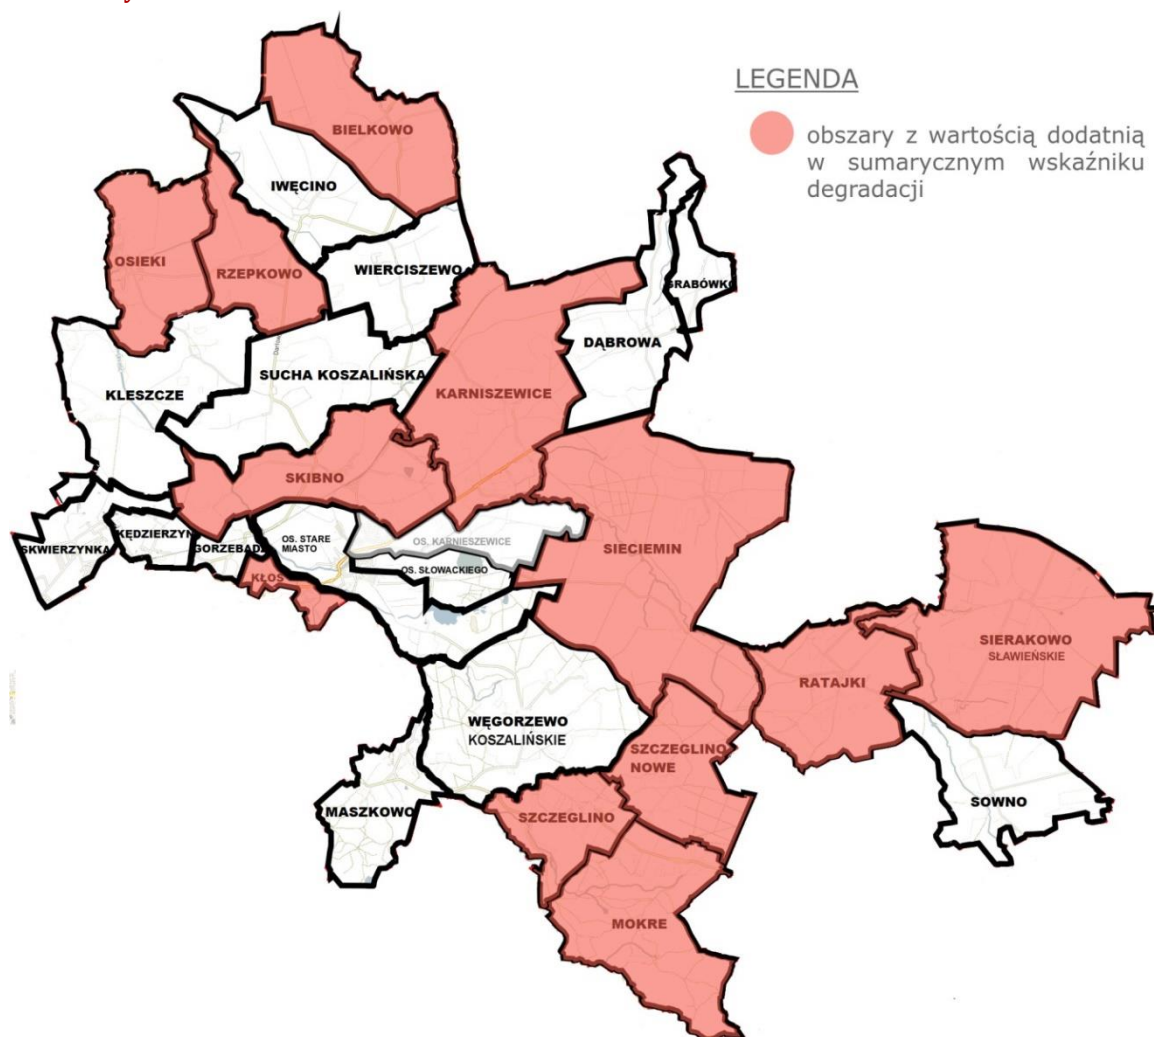 LEGENDA
obszary z wartością dodatnią
w sumarycznym wskaźniku
degradacji
BIELKOWO
IWĘCINO
OSIEKI
RZEPKOWO
WIERCISZEWO
GRABÓWKO
DĄBROWA
SUCHA KOSZALIŃSKA
KLESZCZE
KARNISZEWICE
SKIBNO
SKWIERZYNKA
KĘDZIERZYN
GORZEBĄDZ
OS. STARE
MIASTO
OS. KARNIESZEWICE
OS. SŁOWACKIEGO
KŁOS
SIECIEMIN
SIERAKOWO
SŁAWIEŃSKIE
RATAJKI
WĘGORZEWO
KOSZALIŃSKIE
SZCZEGLINO
NOWE
SOWNO
MASZKOWO
SZCZEGLINO
MOKRE